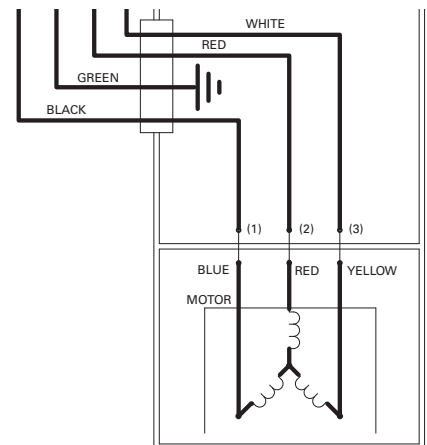 WHITE
RED
GREEN
BLACK
(1) (2) (3)
BLUE RED YELLOW
MOTOR